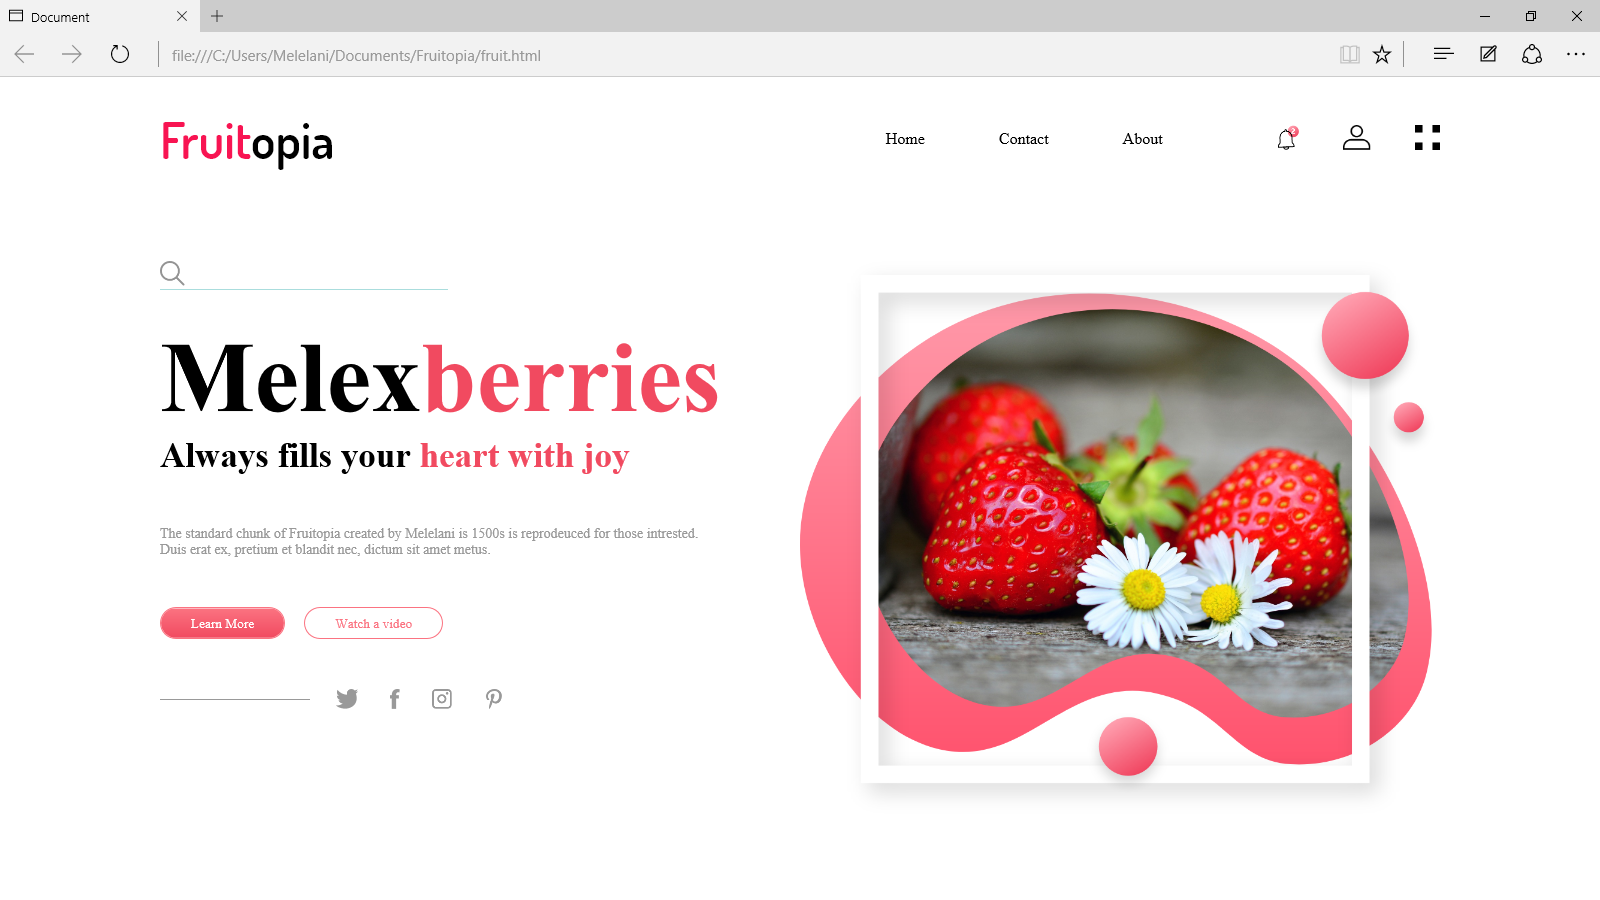 Document
file:///C:/Users/Melelani/Documents/Fruitopia/fruit.html
Fruitopia
Home Contact About
2
Melexberries
Always fills your heart with joy
The standard chunk of Fruitopia created by Melelani is 1500s is reprodeuced for those intrested.
Duis erat ex, pretium et blandit nec, dictum sit amet metus.
Learn More Watch a video